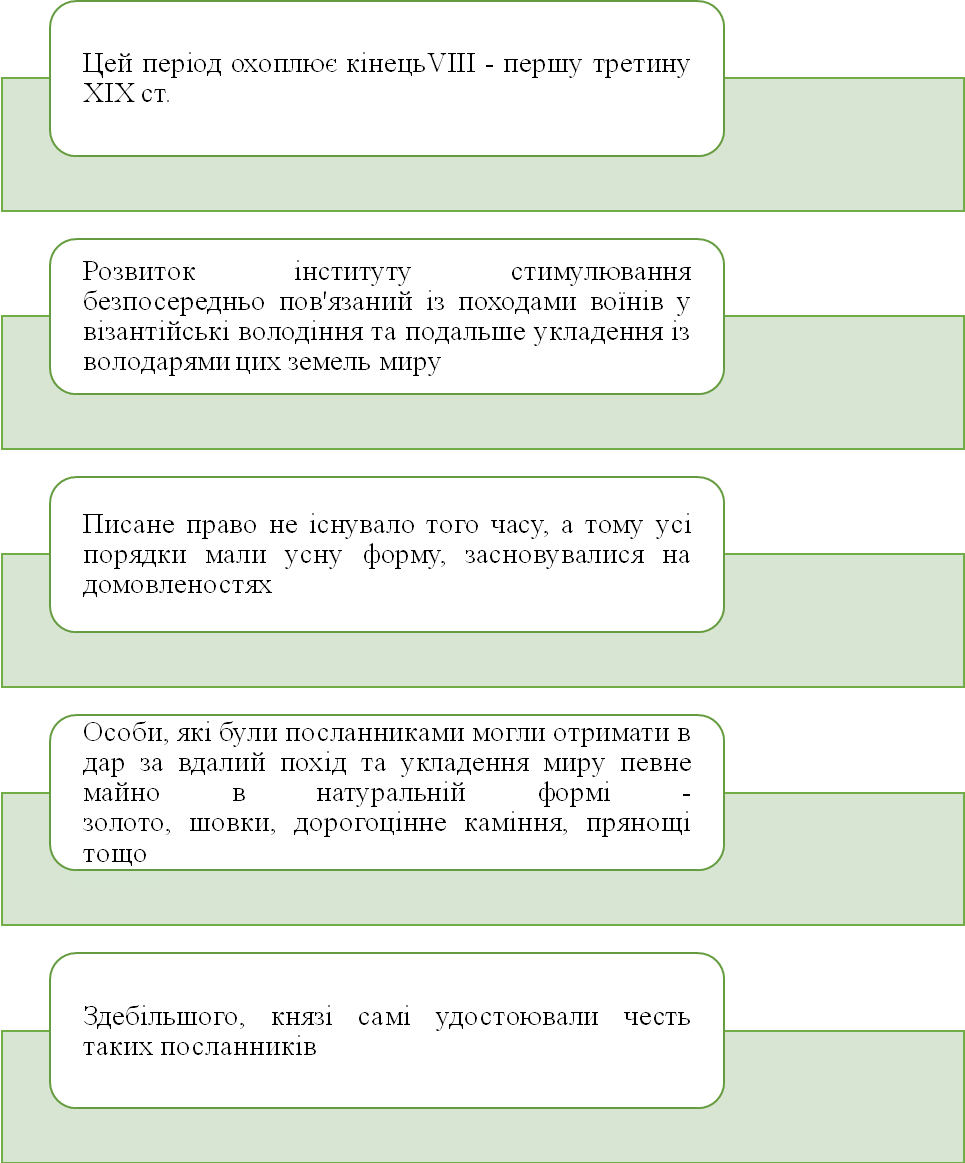 Цей період охоплює кінецьVIII - першу третину
XIX ст.
Розвиток інституту стимулювання
безпосередньо пов'язаний із походами воїнів у
візантійські володіння та подальше укладення із
володарями цих земель миру
Писане право не існувало того часу, а тому усі
порядки мали усну форму, засновувалися на
домовленостях
Особи, які були посланниками могли отримати в
дар за вдалий похід та укладення миру певне
майно в натуральній формі -
золото, шовки, дорогоцінне каміння, прянощі
тощо
Здебільшого, князі самі удостоювали честь
таких посланників